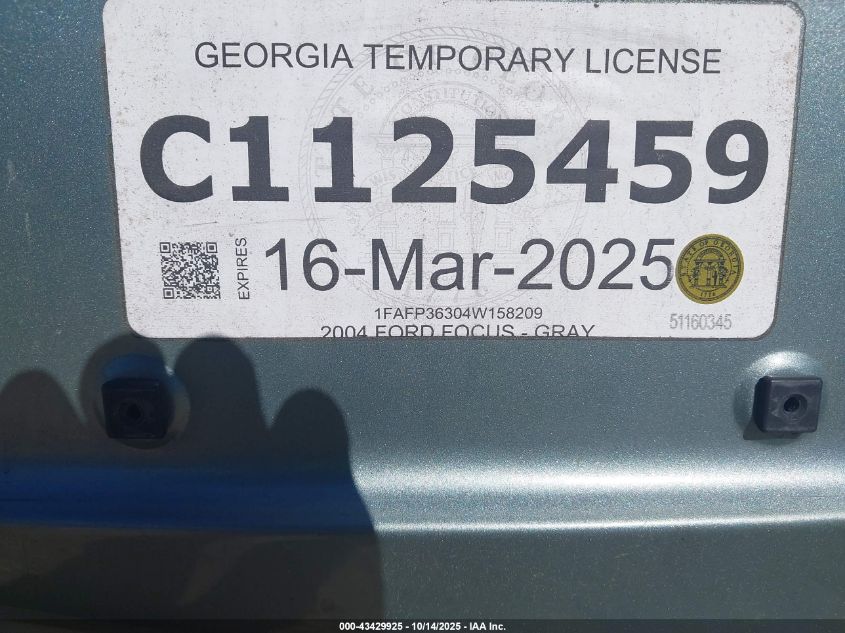 GEORGIA TEMPORARY LICENSE
C1125459
EXPIRES 16-Mar-2025
1FAFP36304W158209
2004 FORD FOCUS - GRAY
51160345
000-43429925 - 10/14/2025 - IAA Inc.